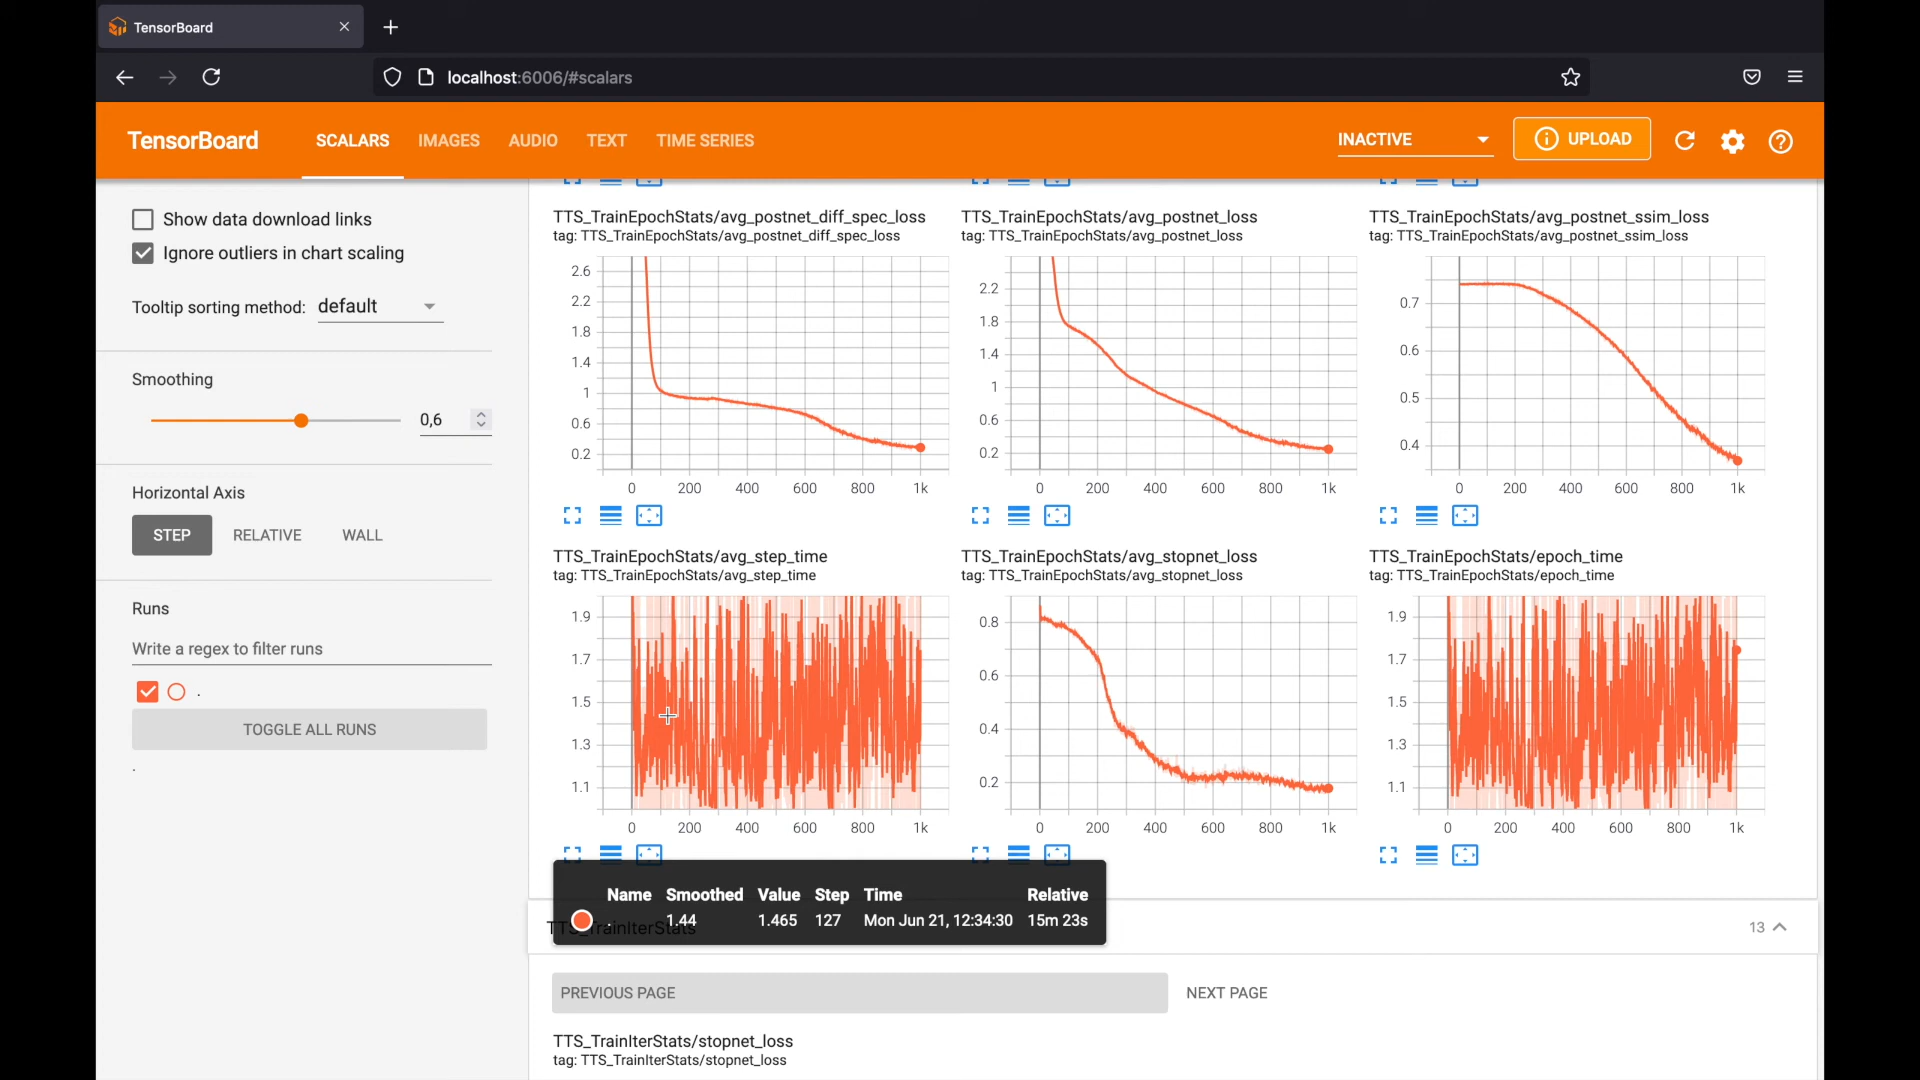 TensorBoard
localhost:6006/#scalars
TensorBoard
SCALARS IMAGES AUDIO TEXT TIME SERIES
INACTIVE
UPLOAD
Show data download links
Ignore outliers in chart scaling
Tooltip sorting method: default
Smoothing
0,6
Horizontal Axis
STEP RELATIVE WALL
Runs
Write a regex to filter runs
.
TOGGLE ALL RUNS
.
TTS_TrainEpochStats/avg_postnet_diff_spec_loss
tag: TTS_TrainEpochStats/avg_postnet_diff_spec_loss
2.6
2.2
1.8
1.4
1
0.6
0.2
0 200 400 600 800 1k
TTS_TrainEpochStats/avg_postnet_loss
tag: TTS_TrainEpochStats/avg_postnet_loss
2.2
1.8
1.4
1
0.6
0.2
0 200 400 600 800 1k
TTS_TrainEpochStats/avg_postnet_ssim_loss
tag: TTS_TrainEpochStats/avg_postnet_ssim_loss
0.7
0.6
0.5
0.4
0 200 400 600 800 1k
TTS_TrainEpochStats/avg_step_time
tag: TTS_TrainEpochStats/avg_step_time
1.9
1.7
1.5
1.3
1.1
0 200 400 600 800 1k
TTS_TrainEpochStats/avg_stopnet_loss
tag: TTS_TrainEpochStats/avg_stopnet_loss
0.8
0.6
0.4
0.2
0 200 400 600 800 1k
TTS_TrainEpochStats/epoch_time
tag: TTS_TrainEpochStats/epoch_time
1.9
1.7
1.5
1.3
1.1
0 200 400 600 800 1k
Name Smoothed Value Step Time Relative
. 1.44 1.465 127 Mon Jun 21, 12:34:30 15m 23s
TTS_TrainIterStats
13
PREVIOUS PAGE
NEXT PAGE
TTS_TrainIterStats/stopnet_loss
tag: TTS_TrainIterStats/stopnet_loss